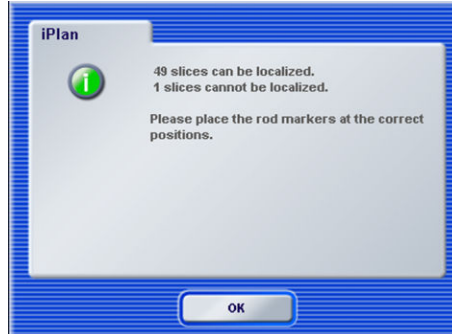 iPlan
49 slices can be localized.
1 slices cannot be localized.
Please place the rod markers at the correct
positions.
OK